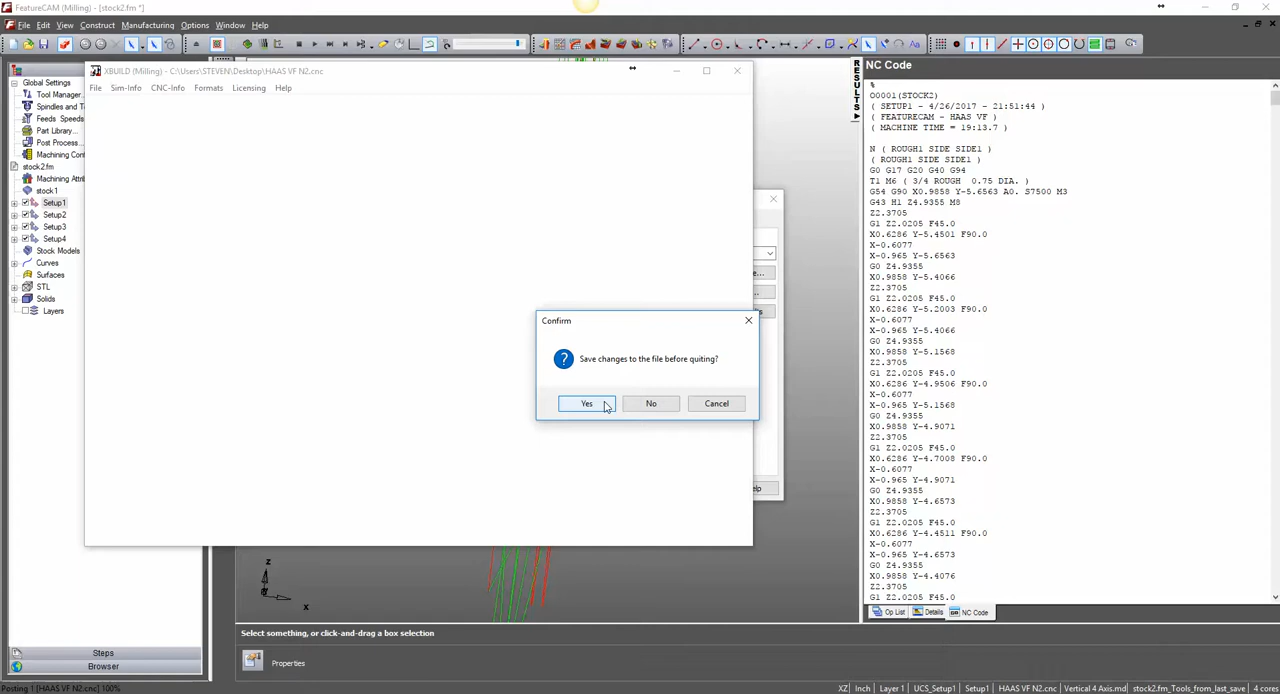 FeatureCAM (Milling) - [stock2.fm *]
File Edit View Construct Manufacturing Options Window Help
Global Settings
Tool Manager...
Spindles and T
Feeds Speeds
Part Library...
Post Process...
Machining Conf
stock2.fm
Machining Attrib
stock1
Setup1
Setup2
Setup3
Setup4
Stock Models
Curves
Surfaces
STL
Solids
Layers
Steps
Browser
XBUILD (Milling) - C:\Users\STEVEN\Desktop\HAAS VF N2.cnc
File Sim-Info CNC-Info Formats Licensing Help
Confirm
Save changes to the file before quiting?
Yes No Cancel
z
x
RESULTS
NC Code
%
O0001(STOCK2)
( SETUP1 - 4/26/2017 - 21:51:44 )
( FEATURECAM - HAAS VF )
( MACHINE TIME = 19:13.7 )
N ( ROUGH1 SIDE SIDE1 )
( ROUGH1 SIDE SIDE1 )
G0 G17 G20 G40 G94
T1 M6 ( 3/4 ROUGH 0.75 DIA. )
G54 G90 X0.9858 Y-5.6563 A0. S7500 M3
G43 H1 Z4.9355 M8
Z2.3705
G1 Z2.0205 F45.0
X0.6286 Y-5.4501 F90.0
X-0.6077
X-0.965 Y-5.6563
G0 Z4.9355
X0.9858 Y-5.4066
Z2.3705
G1 Z2.0205 F45.0
X0.6286 Y-5.2003 F90.0
X-0.6077
X-0.965 Y-5.4066
G0 Z4.9355
X0.9858 Y-5.1568
Z2.3705
G1 Z2.0205 F45.0
X0.6286 Y-4.9506 F90.0
X-0.6077
X-0.965 Y-5.1568
G0 Z4.9355
X0.9858 Y-4.9071
Z2.3705
G1 Z2.0205 F45.0
X0.6286 Y-4.7008 F90.0
X-0.6077
X-0.965 Y-4.9071
G0 Z4.9355
X0.9858 Y-4.6573
Z2.3705
G1 Z2.0205 F45.0
X0.6286 Y-4.4511 F90.0
X-0.6077
X-0.965 Y-4.6573
G0 Z4.9355
X0.9858 Y-4.4076
Z2.3705
G1 Z2.0205 F45.0
Op List Details NC Code
Select something, or click-and-drag a box selection
Properties
Posting 1 [HAAS VF N2.cnc] 100%
XZ Inch Layer 1 UCS_Setup1 Setup1 HAAS VF N2.cnc Vertical 4 Axis.md stock2.fm_Tools_from_last_save 4 cores